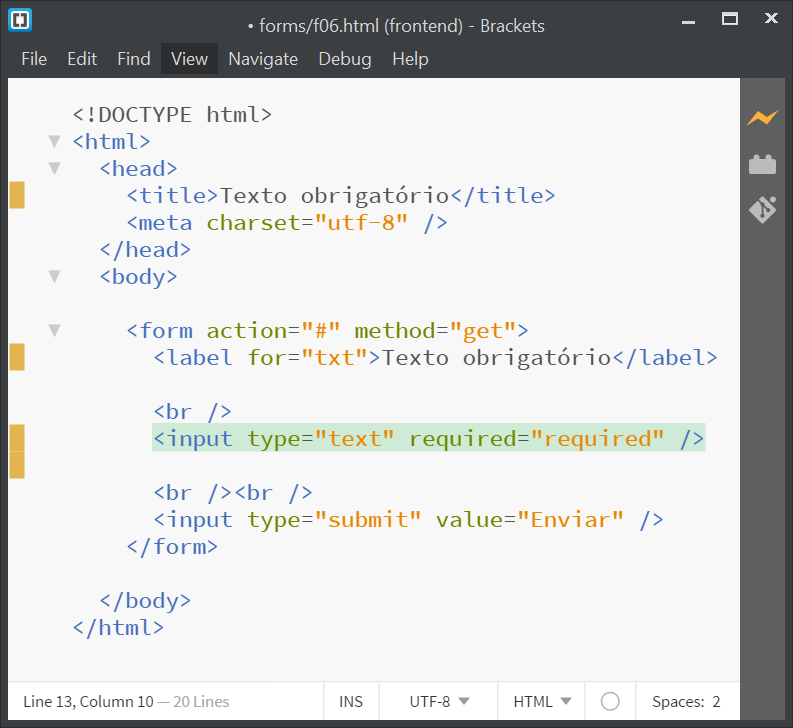 • forms/f06.html (frontend) - Brackets
File Edit Find View Navigate Debug Help
<!DOCTYPE html>
<html>
  <head>
    <title>Texto obrigatório</title>
    <meta charset="utf-8" />
  </head>
  <body>

    <form action="#" method="get">
      <label for="txt">Texto obrigatório</label>

      <br />
      <input type="text" required="required" />

      <br /><br />
      <input type="submit" value="Enviar" />
    </form>

  </body>
</html>
Line 13, Column 10 — 20 Lines INS UTF-8 HTML Spaces: 2